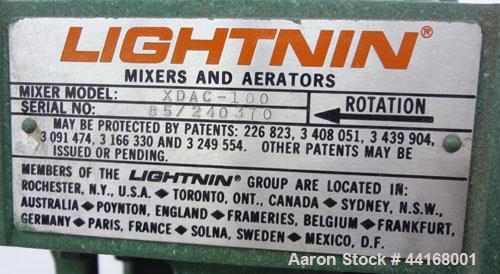 LIGHTNIN®
MIXERS AND AERATORS
MIXER MODEL: XDAC-100
SERIAL NO: 85/240370
ROTATION
MAY BE PROTECTED BY PATENTS: 226 823, 3 408 051, 3 439 904,
3 091 474, 3 166 330 AND 3 249 554. OTHER PATENTS MAY BE
ISSUED OR PENDING.
MEMBERS OF THE LIGHTNIN® GROUP ARE LOCATED IN:
ROCHESTER, N.Y., U.S.A. ◆ TORONTO, ONT., CANADA ◆ SYDNEY, N.S.W.,
AUSTRALIA ◆ POYNTON, ENGLAND ◆ FRAMERIES, BELGIUM ◆ FRANKFURT,
GERMANY ◆ PARIS, FRANCE ◆ SOLNA, SWEDEN ◆ MEXICO, D.F.
Aaron Stock # 44168001